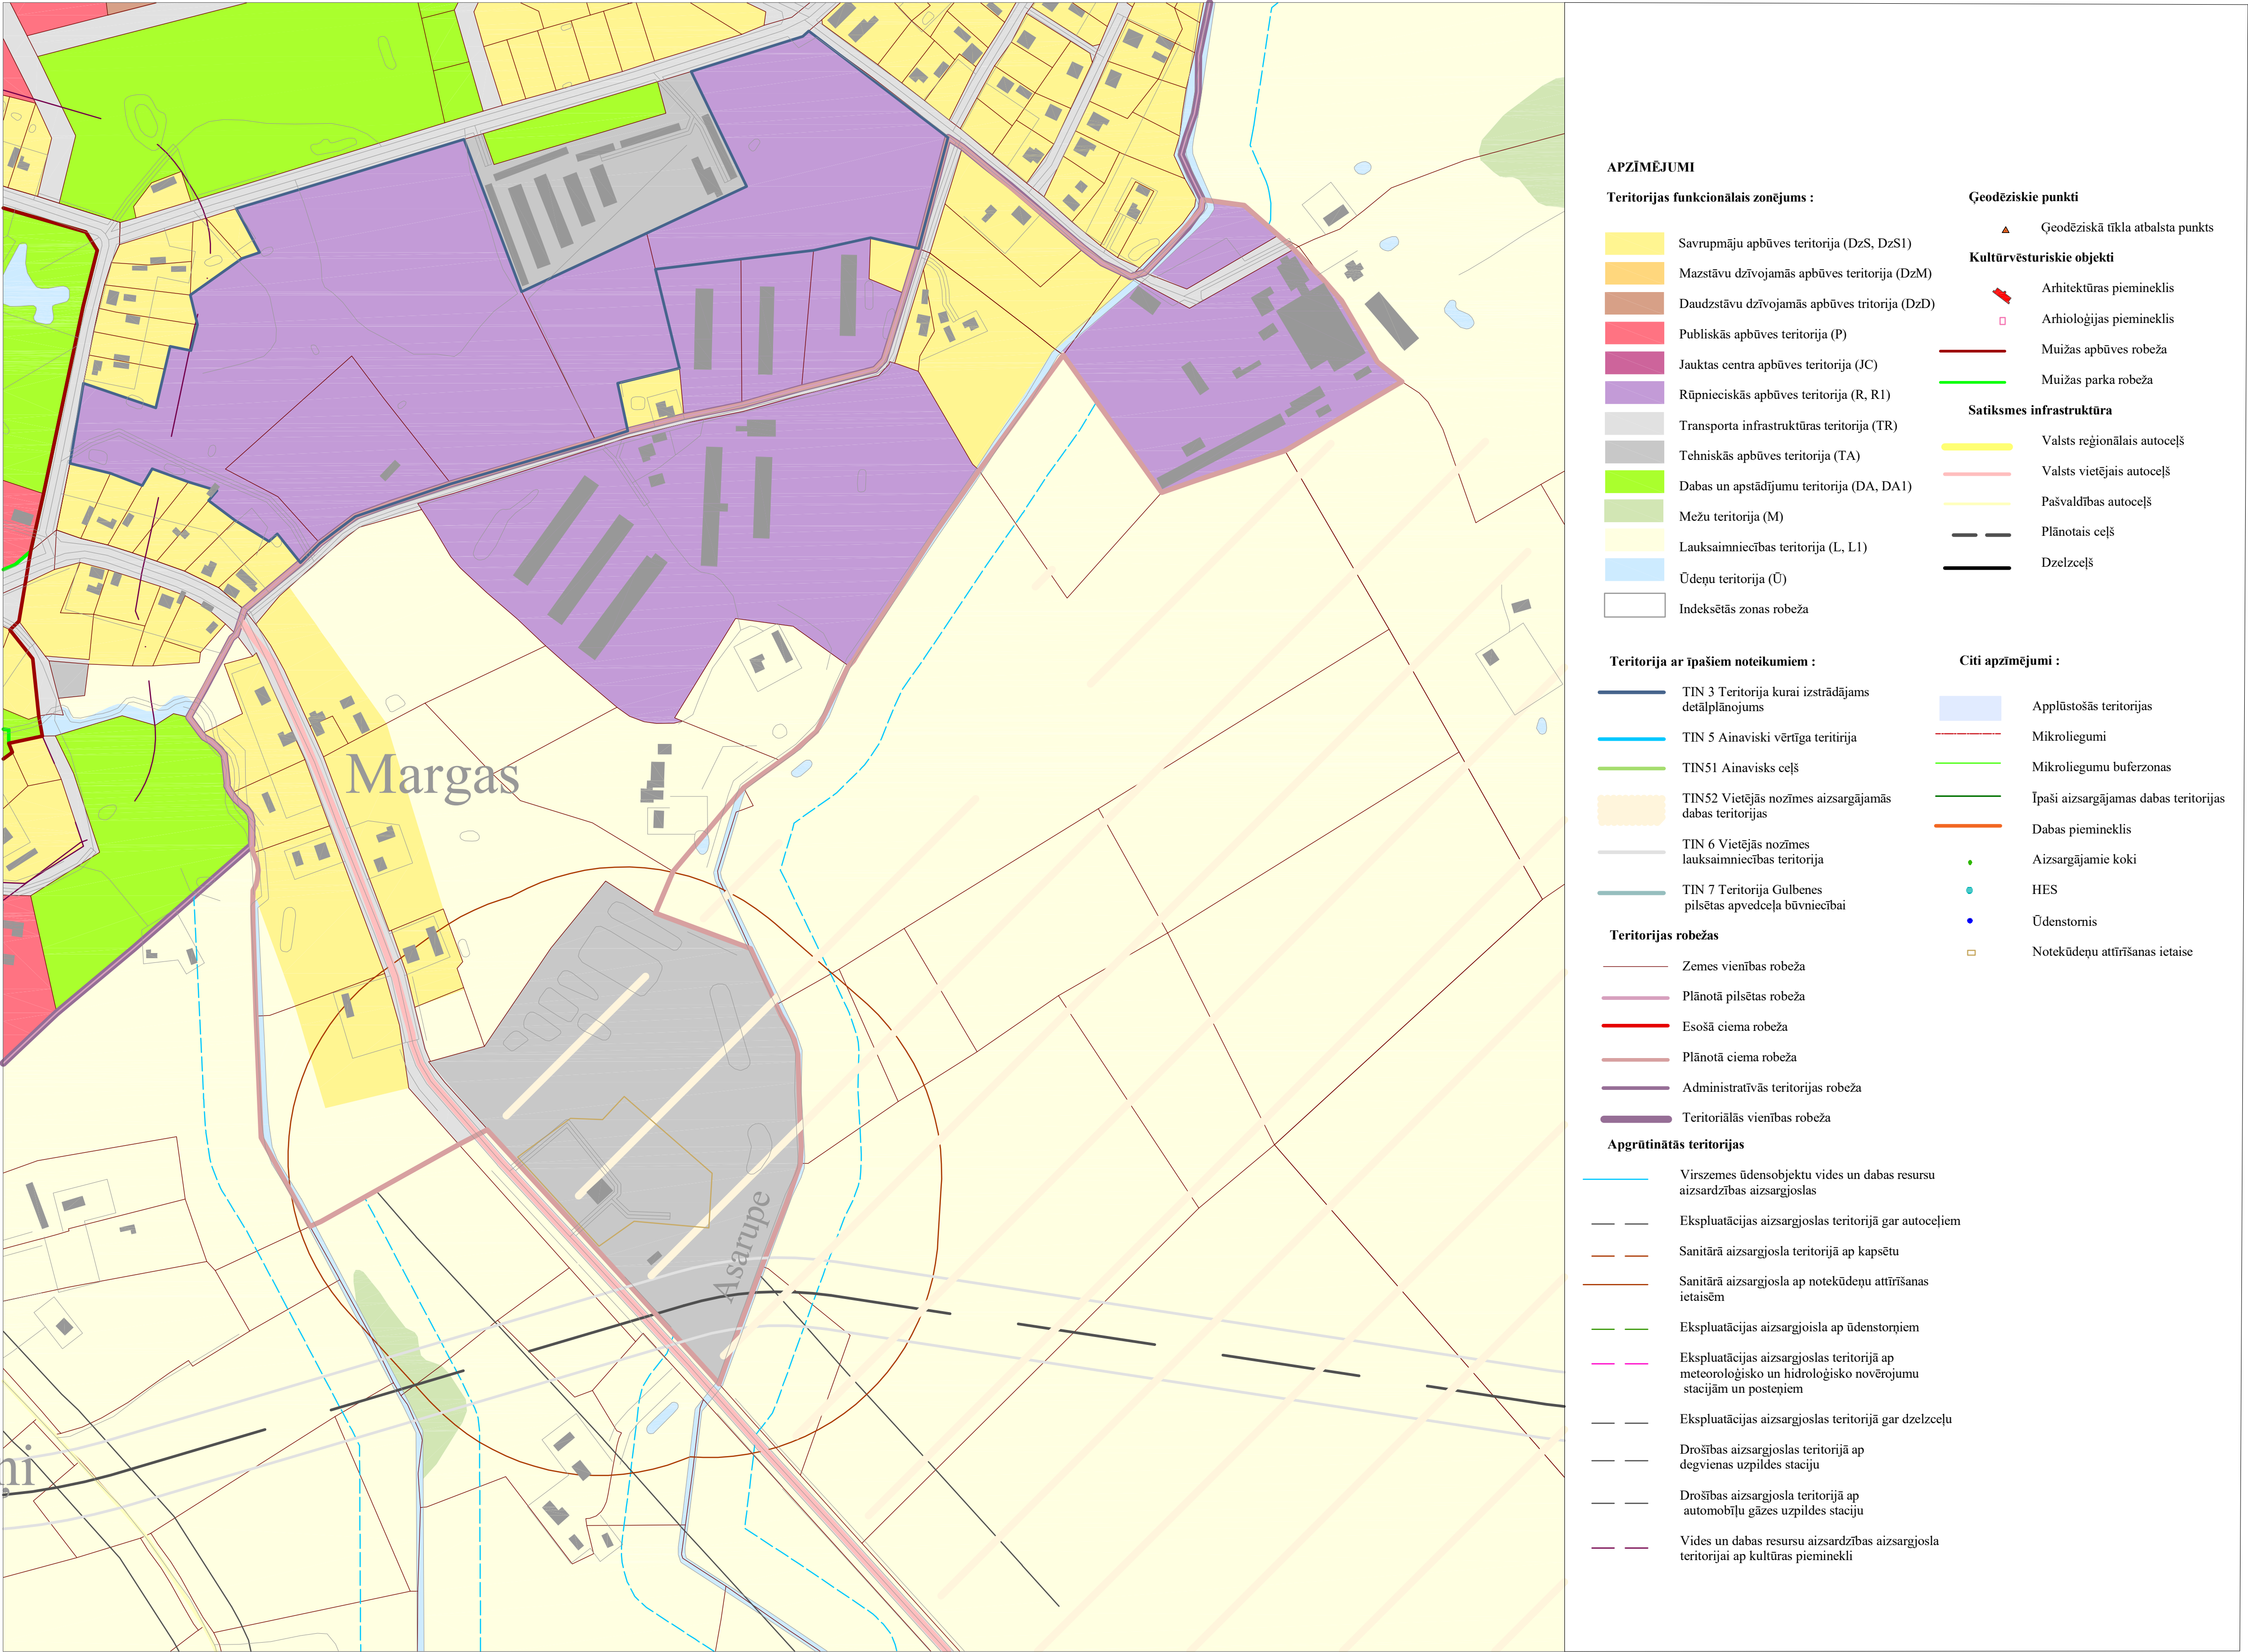 Margas
Asarupe
ni
APZĪMĒJUMI
Teritorijas funkcionālais zonējums :
Savrupmāju apbūves teritorija (DzS, DzS1)
Mazstāvu dzīvojamās apbūves teritorija (DzM)
Daudzstāvu dzīvojamās apbūves tritorija (DzD)
Publiskās apbūves teritorija (P)
Jauktas centra apbūves teritorija (JC)
Rūpnieciskās apbūves teritorija (R, R1)
Transporta infrastruktūras teritorija (TR)
Tehniskās apbūves teritorija (TA)
Dabas un apstādījumu teritorija (DA, DA1)
Mežu teritorija (M)
Lauksaimniecības teritorija (L, L1)
Ūdeņu teritorija (Ū)
Indeksētās zonas robeža
Ģeodēziskie punkti
Ģeodēziskā tīkla atbalsta punkts
Kultūrvēsturiskie objekti
Arhitektūras piemineklis
Arhioloģijas piemineklis
Muižas apbūves robeža
Muižas parka robeža
Satiksmes infrastruktūra
Valsts reģionālais autoceļš
Valsts vietējais autoceļš
Pašvaldības autoceļš
Plānotais ceļš
Dzelzceļš
Teritorija ar īpašiem noteikumiem :
TIN 3 Teritorija kurai izstrādājams
detālplānojums
TIN 5 Ainaviski vērtīga teritirija
TIN51 Ainavisks ceļš
TIN52 Vietējās nozīmes aizsargājamās
dabas teritorijas
TIN 6 Vietējās nozīmes
lauksaimniecības teritorija
TIN 7 Teritorija Gulbenes
pilsētas apvedceļa būvniecībai
Teritorijas robežas
Zemes vienības robeža
Plānotā pilsētas robeža
Esošā ciema robeža
Plānotā ciema robeža
Administratīvās teritorijas robeža
Teritoriālās vienības robeža
Apgrūtinātās teritorijas
Virszemes ūdensobjektu vides un dabas resursu
aizsardzības aizsargjoslas
Ekspluatācijas aizsargjoslas teritorijā gar autoceļiem
Sanitārā aizsargjosla teritorijā ap kapsētu
Sanitārā aizsargjosla ap notekūdeņu attīrīšanas
ietaisēm
Ekspluatācijas aizsargjoisla ap ūdenstorņiem
Ekspluatācijas aizsargjoslas teritorijā ap
meteoroloģisko un hidroloģisko novērojumu
stacijām un posteņiem
Ekspluatācijas aizsargjoslas teritorijā gar dzelzceļu
Drošības aizsargjoslas teritorijā ap
degvienas uzpildes staciju
Drošības aizsargjosla teritorijā ap
automobīļu gāzes uzpildes staciju
Vides un dabas resursu aizsardzības aizsargjosla
teritorijai ap kultūras pieminekli
Citi apzīmējumi :
Applūstošās teritorijas
Mikroliegumi
Mikroliegumu buferzonas
Īpaši aizsargājamas dabas teritorijas
Dabas piemineklis
Aizsargājamie koki
HES
Ūdenstornis
Notekūdeņu attīrīšanas ietaise